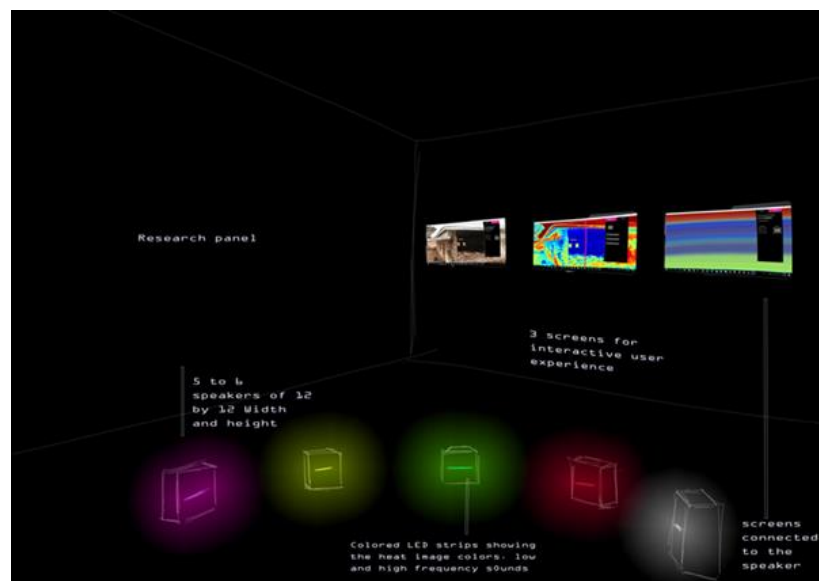 Research panel
3 screens for
interactive user
experience
5 to 6
speakers of 12
by 12 Width
and height
Colored LED strips showing
the heat image colors, low
and high frequency sounds
screens
connected
to the
speaker